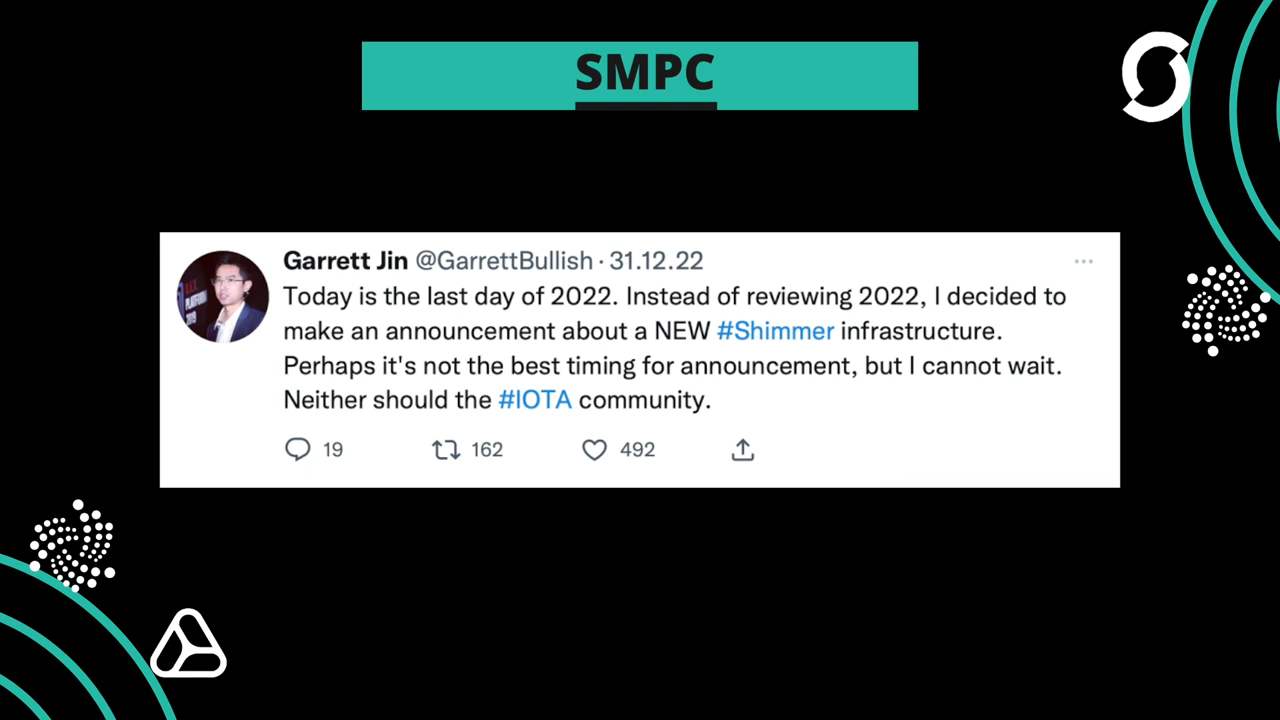 SMPC
Garrett Jin @GarrettBullish · 31.12.22
Today is the last day of 2022. Instead of reviewing 2022, I decided to
make an announcement about a NEW #Shimmer infrastructure.
Perhaps it's not the best timing for announcement, but I cannot wait.
Neither should the #IOTA community.
19 162 492